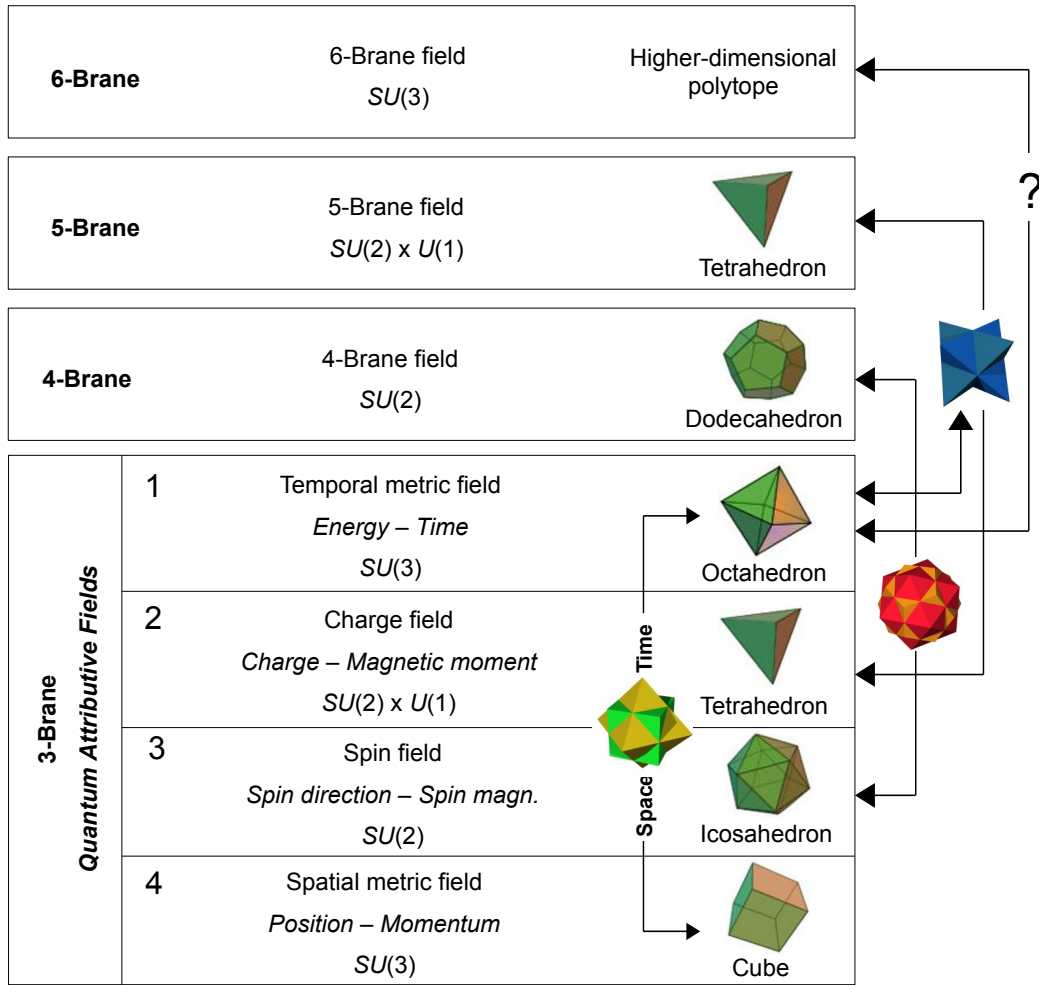 6-Brane
6-Brane field
SU(3)
Higher-dimensional
polytope
?
5-Brane
5-Brane field
SU(2) x U(1)
Tetrahedron
4-Brane
4-Brane field
SU(2)
Dodecahedron
3-Brane
Quantum Attributive Fields
1
Temporal metric field
Energy – Time
SU(3)
Octahedron
2
Charge field
Charge – Magnetic moment
SU(2) x U(1)
Tetrahedron
Time
Space
3
Spin field
Spin direction – Spin magn.
SU(2)
Icosahedron
4
Spatial metric field
Position – Momentum
SU(3)
Cube